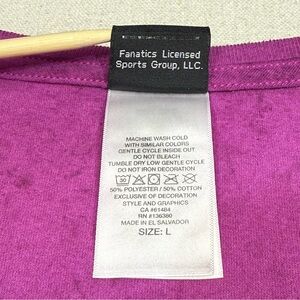 Fanatics Licensed
Sports Group, LLC.
MACHINE WASH COLD
WITH SIMILAR COLORS
GENTLE CYCLE INSIDE OUT
DO NOT BLEACH
TUMBLE DRY LOW GENTLE CYCLE
DO NOT IRON DECORATION
30
50% POLYESTER / 50% COTTON
EXCLUSIVE OF DECORATION
STYLE AND GRAPHICS
CA #61484
RN #136380
MADE IN EL SALVADOR
SIZE: L